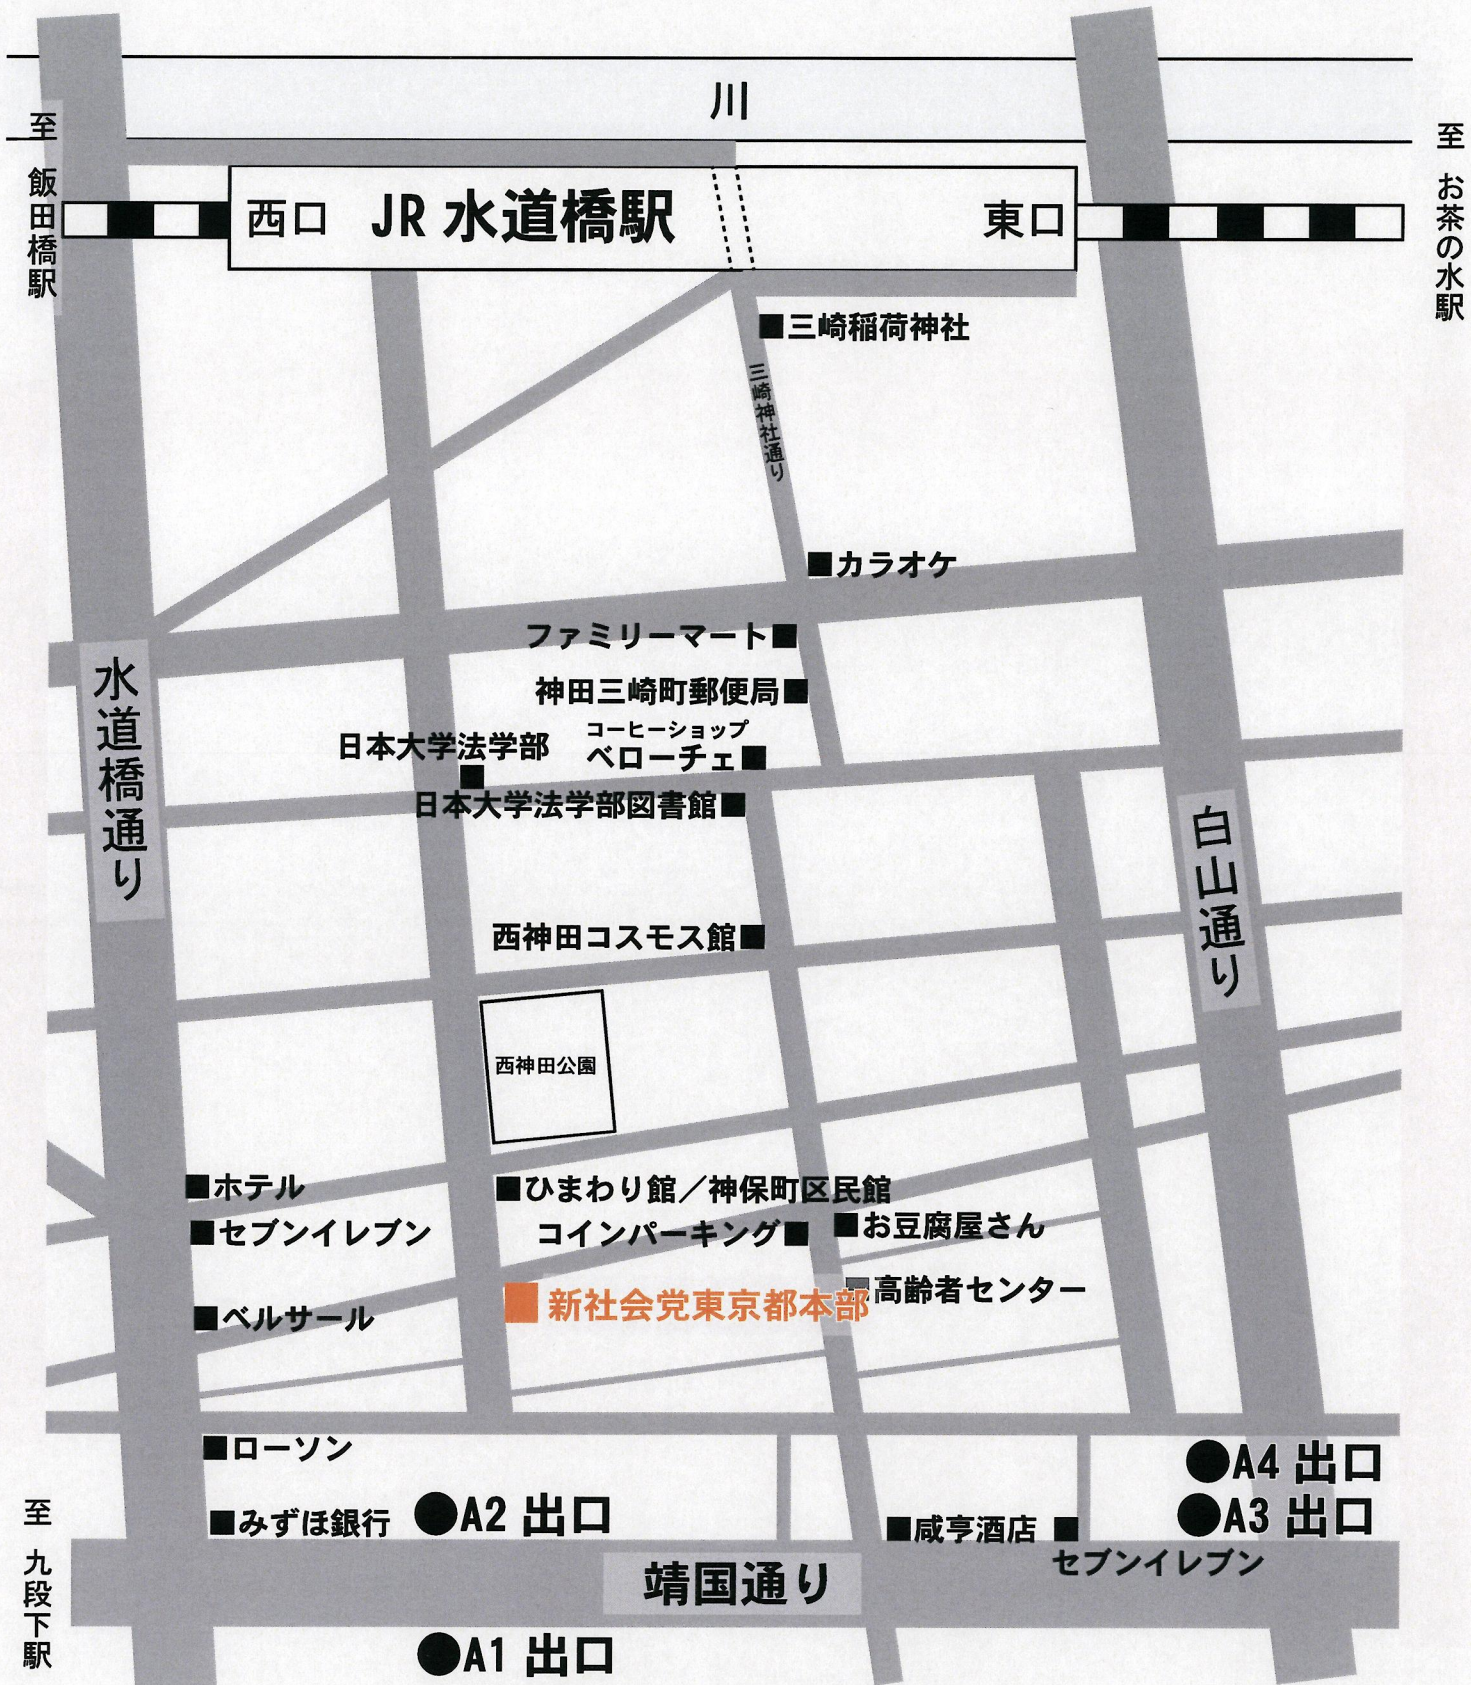 川
至 飯田橋駅
至 お茶の水駅
西口 JR 水道橋駅 東口
■三崎稲荷神社
三崎神社通り
■カラオケ
ファミリーマート■
神田三崎町郵便局■
コーヒーショップ
ベローチェ■
日本大学法学部
■
日本大学法学部図書館■
水道橋通り
白山通り
西神田コスモス館■
西神田公園
■ホテル
■ひまわり館／神保町区民館
■セブンイレブン
コインパーキング■
■お豆腐屋さん
■高齢者センター
■新社会党東京都本部
■ベルサール
■ローソン
●A4 出口
■みずほ銀行
●A2 出口
●A3 出口
■咸亨酒店
■
セブンイレブン
靖国通り
至 九段下駅
●A1 出口